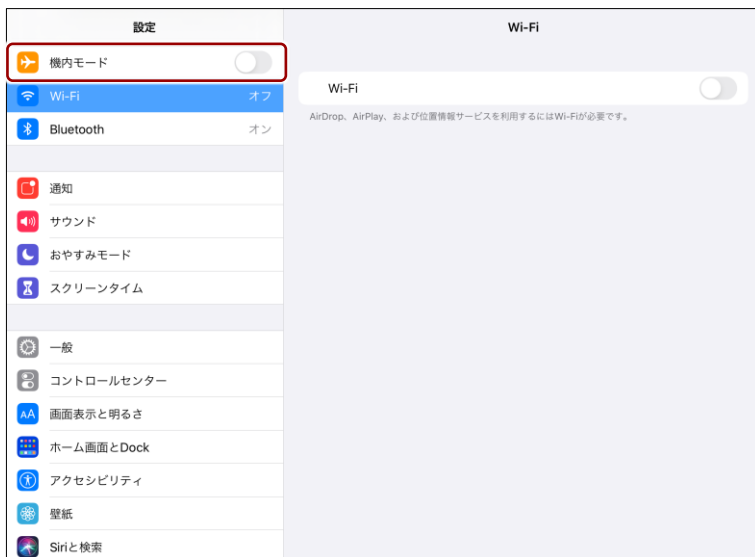 設定
機内モード
Wi-Fi オフ
Bluetooth オン
通知
サウンド
おやすみモード
スクリーンタイム
一般
コントロールセンター
AA 画面表示と明るさ
ホーム画面とDock
アクセシビリティ
壁紙
Siriと検索
Wi-Fi
Wi-Fi
AirDrop、AirPlay、および位置情報サービスを利用するにはWi-Fiが必要です。